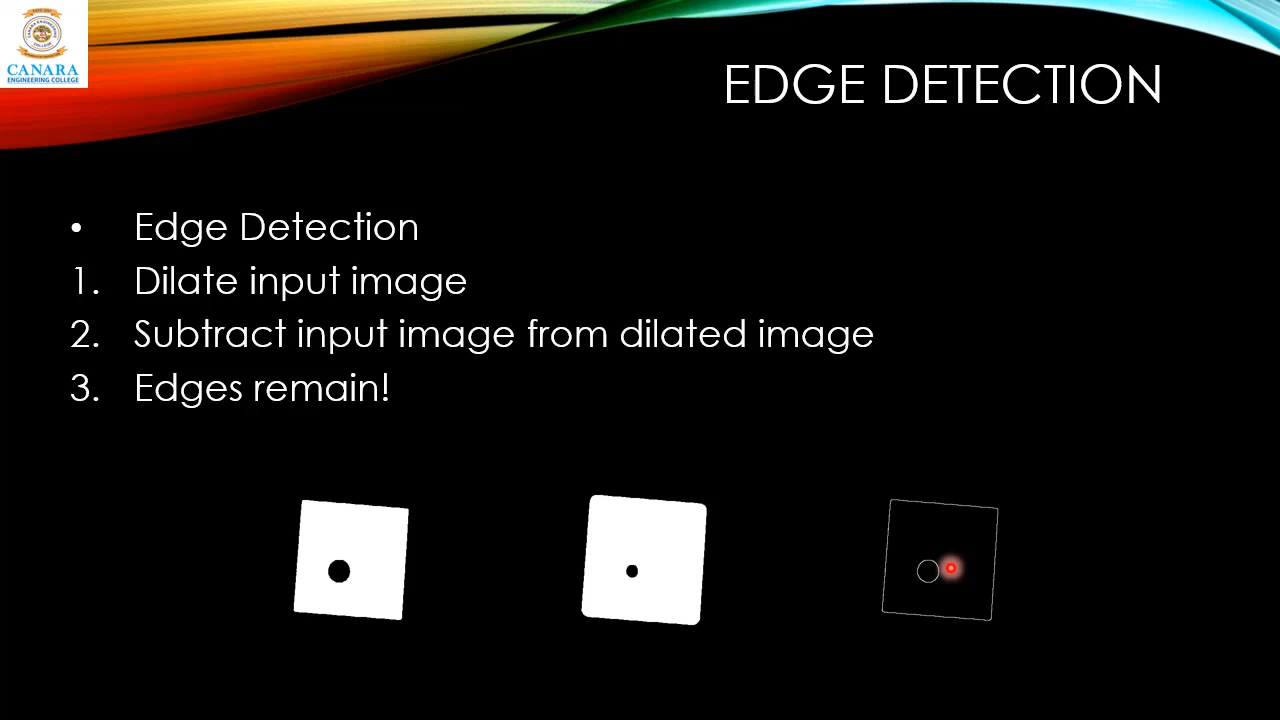 CANARA
ENGINEERING COLLEGE
EDGE DETECTION
• Edge Detection
1. Dilate input image
2. Subtract input image from dilated image
3. Edges remain!